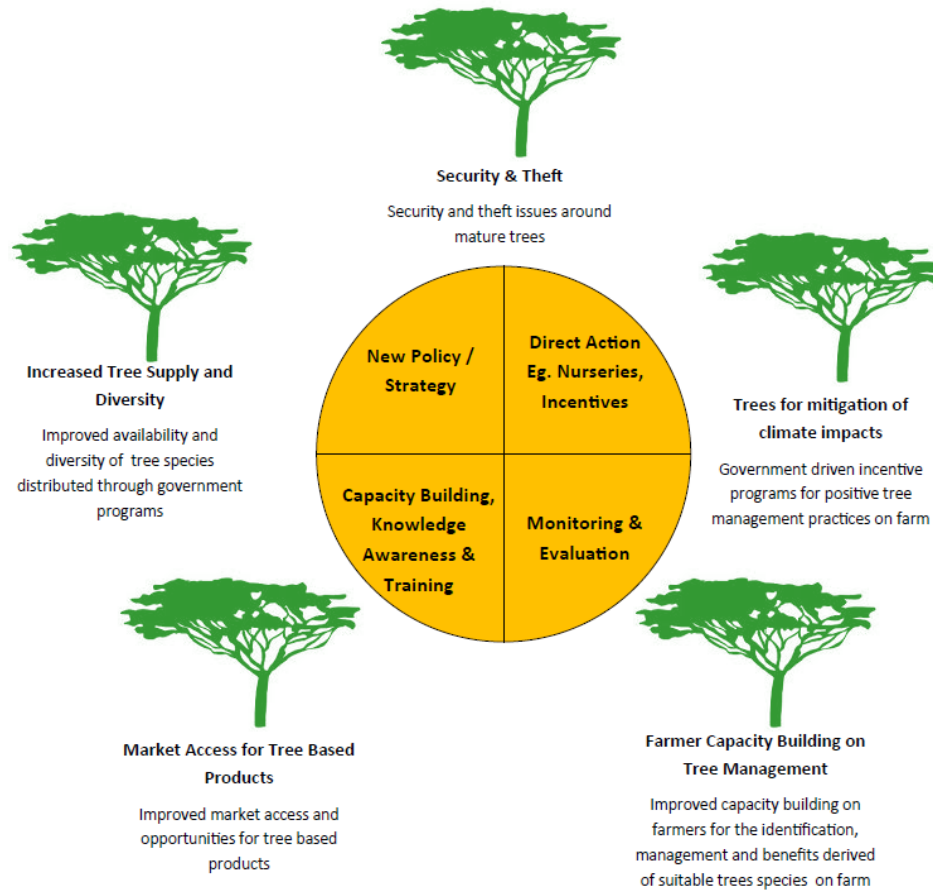 Security & Theft
Security and theft issues around
mature trees
Increased Tree Supply and
Diversity
Improved availability and
diversity of tree species
distributed through government
programs
New Policy /
Strategy
Direct Action
Eg. Nurseries,
Incentives
Trees for mitigation of
climate impacts
Government driven incentive
programs for positive tree
management practices on farm
Capacity Building,
Knowledge
Awareness &
Training
Monitoring &
Evaluation
Market Access for Tree Based
Products
Improved market access and
opportunities for tree based
products
Farmer Capacity Building on
Tree Management
Improved capacity building on
farmers for the identification,
management and benefits derived
of suitable trees species on farm